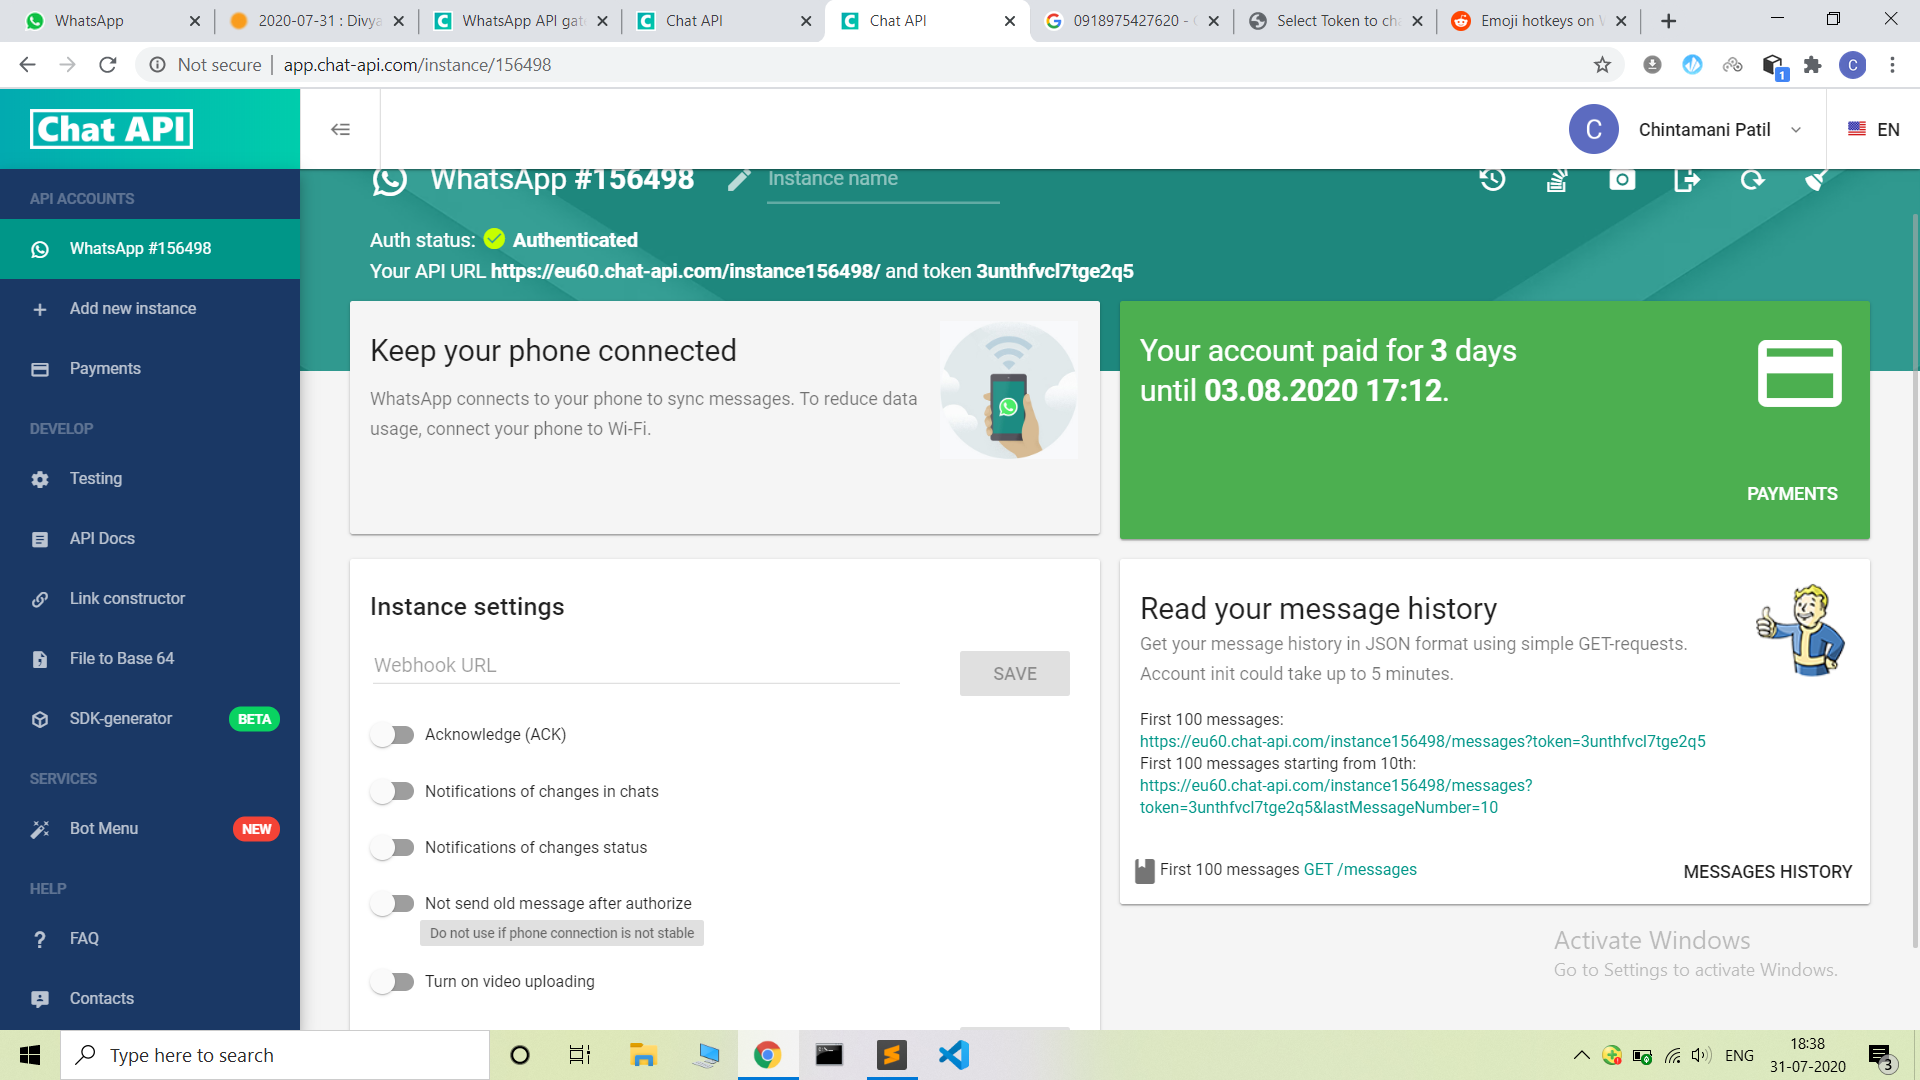 WhatsApp
2020-07-31 : Divya
WhatsApp API gat
Chat API
Chat API
0918975427620 -
Select Token to cha
Emoji hotkeys on
Not secure
app.chat-api.com/instance/156498
1
C
Chat API
C
Chintamani Patil
EN
API ACCOUNTS
WhatsApp #156498
Add new instance
Payments
DEVELOP
Testing
API Docs
Link constructor
File to Base 64
SDK-generator
BETA
SERVICES
Bot Menu
NEW
HELP
FAQ
Contacts
WhatsApp #156498
Instance name
Auth status: Authenticated
Your API URL https://eu60.chat-api.com/instance156498/ and token 3unthfvcl7tge2q5
Keep your phone connected
WhatsApp connects to your phone to sync messages. To reduce data
usage, connect your phone to Wi-Fi.
Your account paid for 3 days
until 03.08.2020 17:12.
PAYMENTS
Instance settings
Webhook URL
SAVE
Acknowledge (ACK)
Notifications of changes in chats
Notifications of changes status
Not send old message after authorize
Do not use if phone connection is not stable
Turn on video uploading
Read your message history
Get your message history in JSON format using simple GET-requests.
Account init could take up to 5 minutes.
First 100 messages:
https://eu60.chat-api.com/instance156498/messages?token=3unthfvcl7tge2q5
First 100 messages starting from 10th:
https://eu60.chat-api.com/instance156498/messages?
token=3unthfvcl7tge2q5&lastMessageNumber=10
First 100 messages GET /messages
MESSAGES HISTORY
Activate Windows
Go to Settings to activate Windows.
Type here to search
ENG
18:38
31-07-2020
3